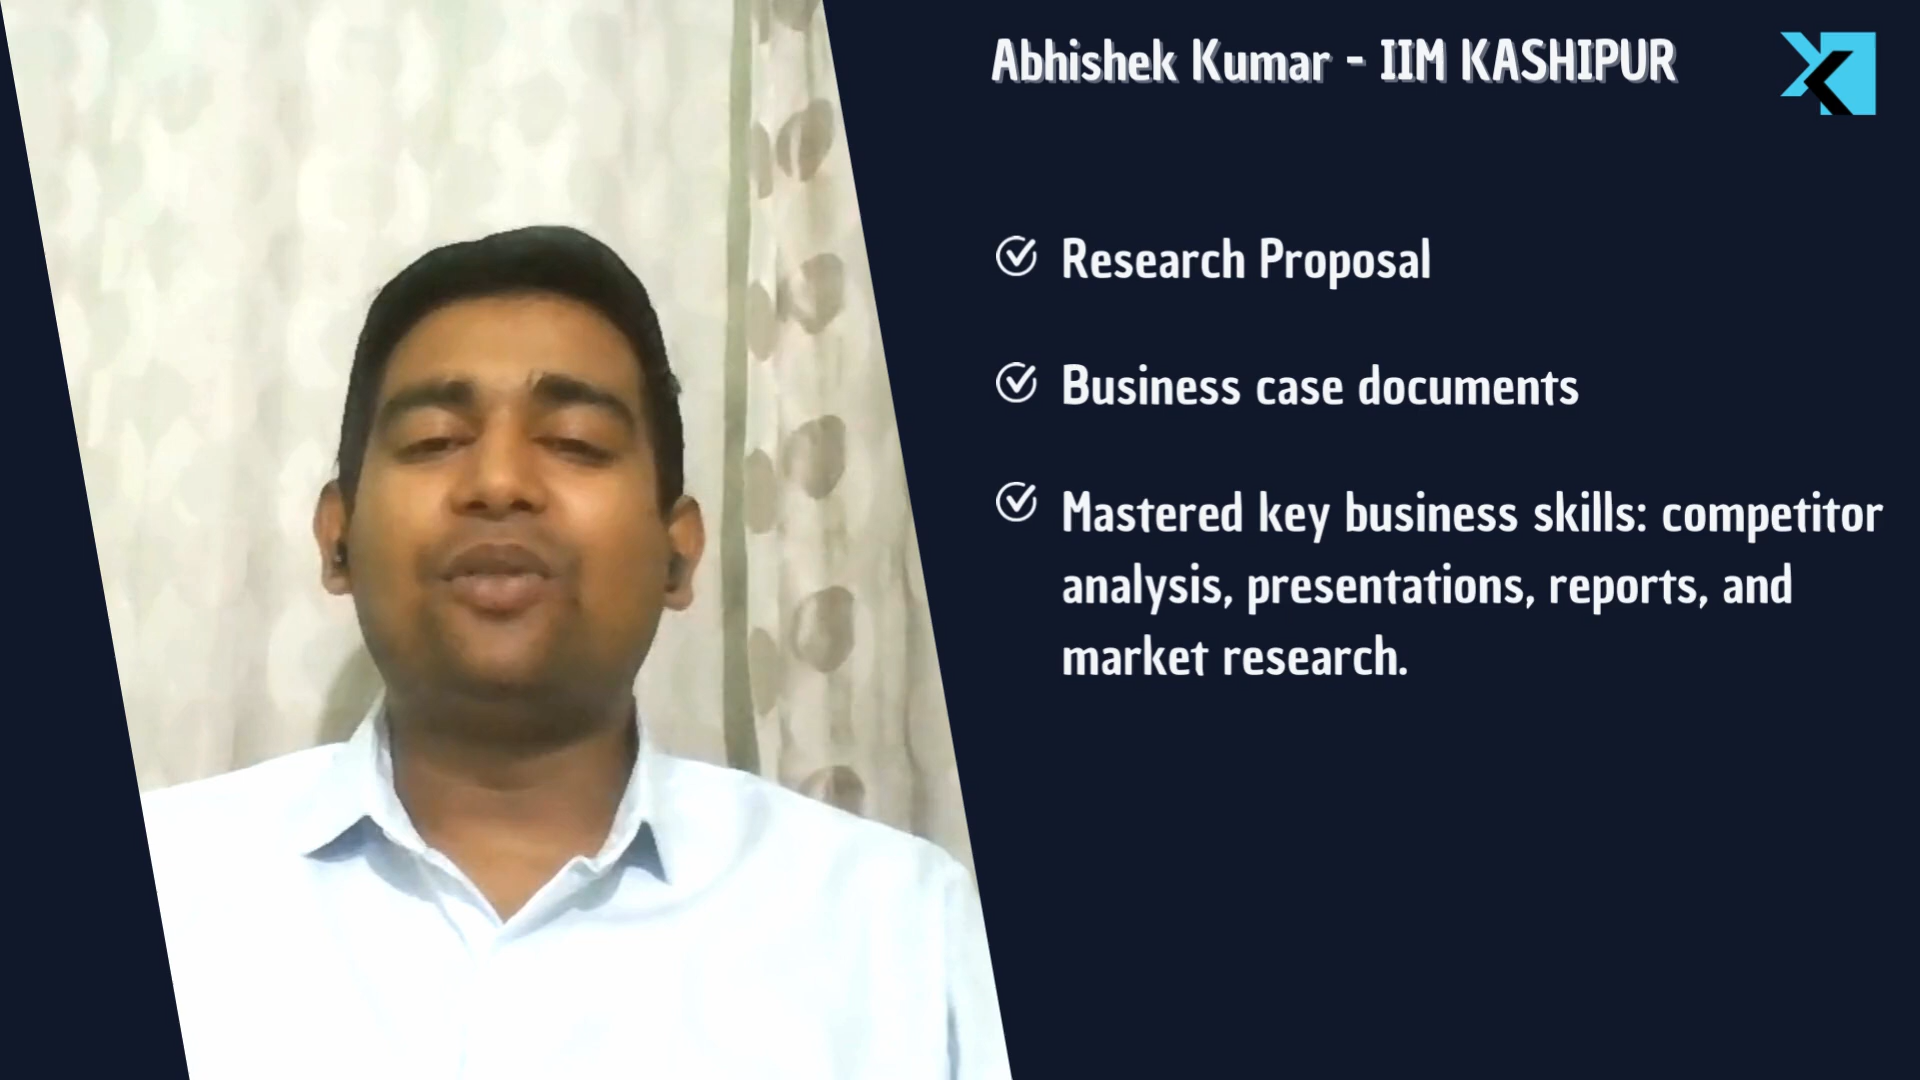 Abhishek Kumar - IIM KASHIPUR
Research Proposal
Business case documents
Mastered key business skills: competitor
analysis, presentations, reports, and
market research.